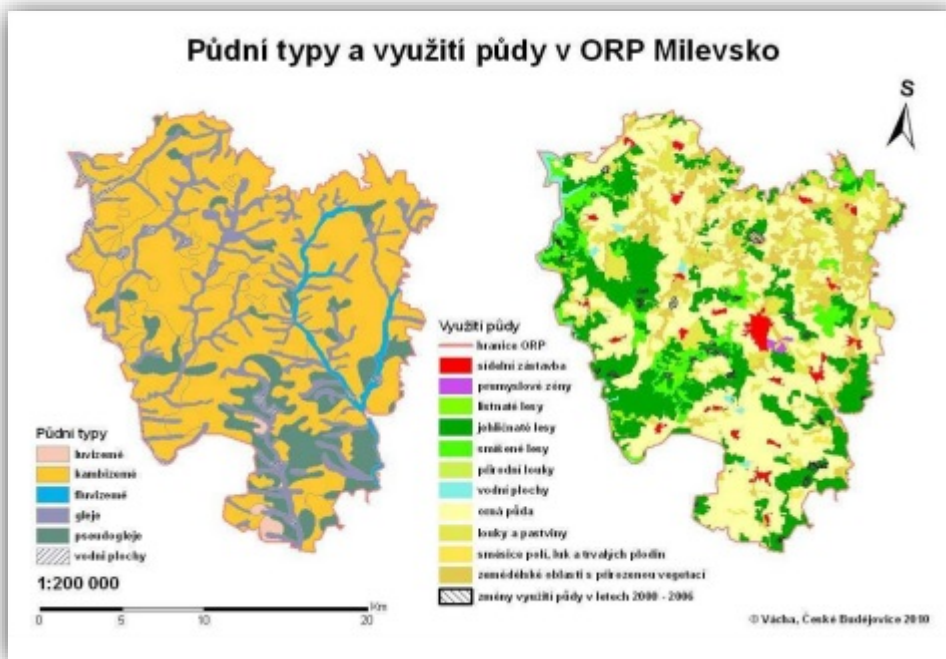 Půdní typy a využití půdy v ORP Milevsko
S
Využití půdy
hranice ORP
sídelní zástavba
průmyslové zóny
listnaté lesy
jehličnaté lesy
smíšené lesy
přírodní louky
vodní plochy
orná půda
louky a pastviny
směsice polí, luk a trvalých plodin
zemědělské oblasti s přirozenou vegetací
změny využití půdy v letech 2000 - 2006
Půdní typy
luvizemě
kambizemě
fluvizemě
gleje
pseudogleje
vodní plochy
1:200 000
Km
0 5 10 20
© Vácha, České Budějovice 2010